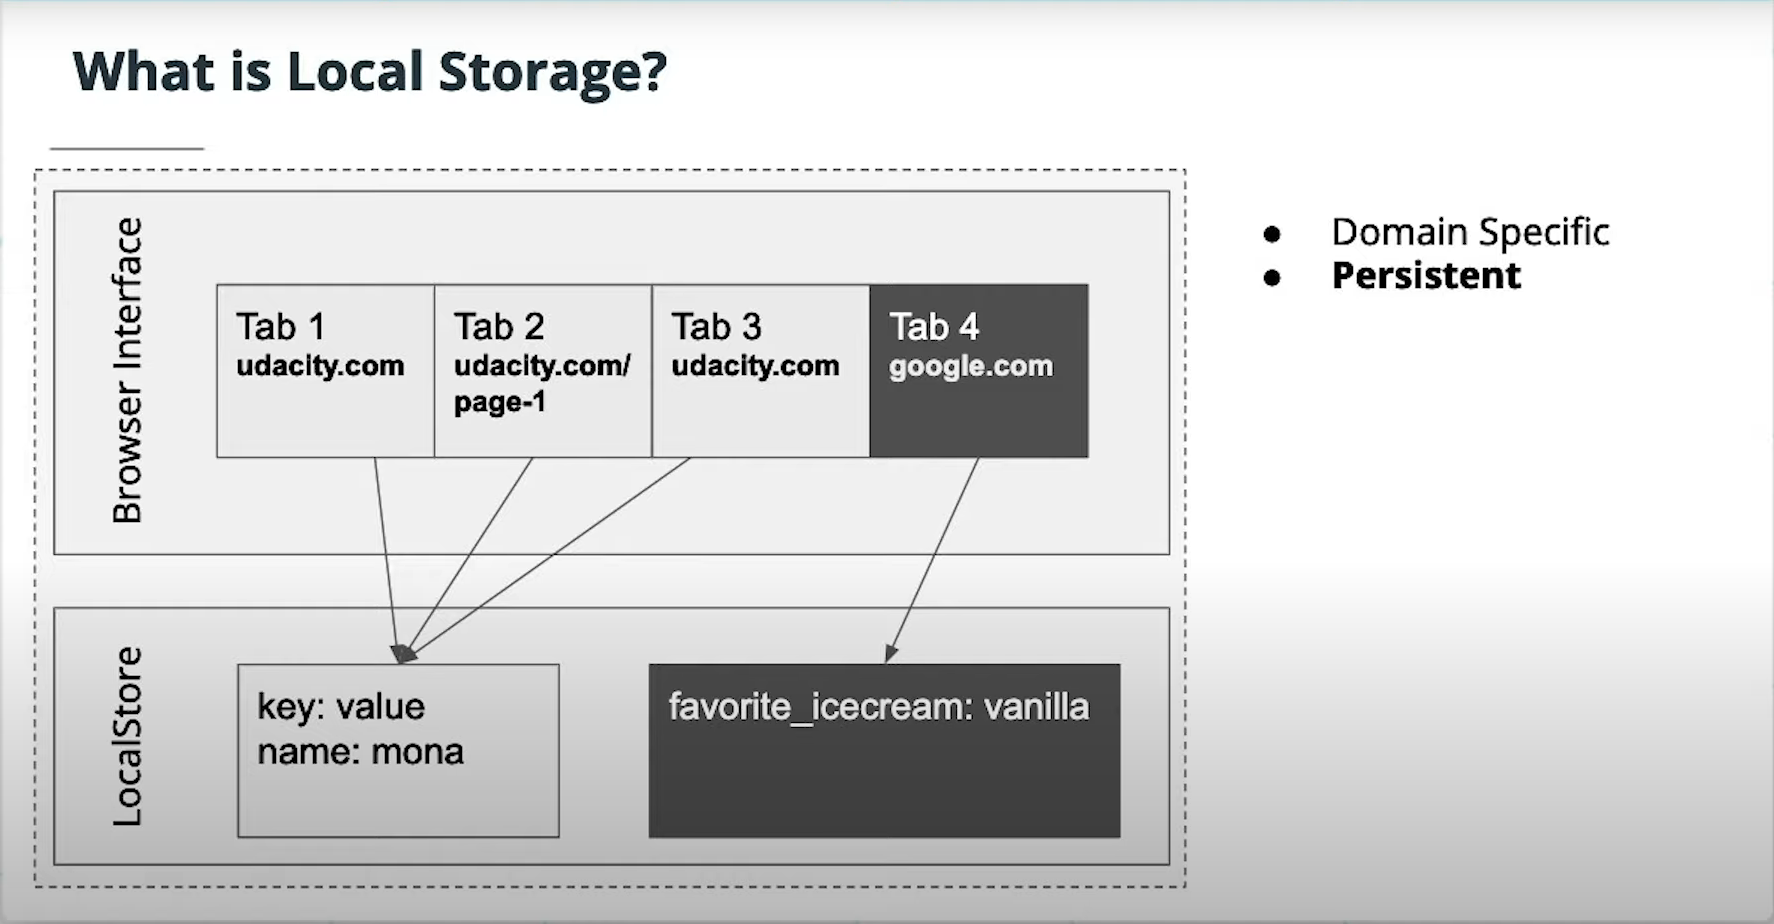 What is Local Storage?
Browser Interface
Tab 1
udacity.com
Tab 2
udacity.com/
page-1
Tab 3
udacity.com
Tab 4
google.com
LocalStore
key: value
name: mona
favorite_icecream: vanilla
● Domain Specific
● Persistent